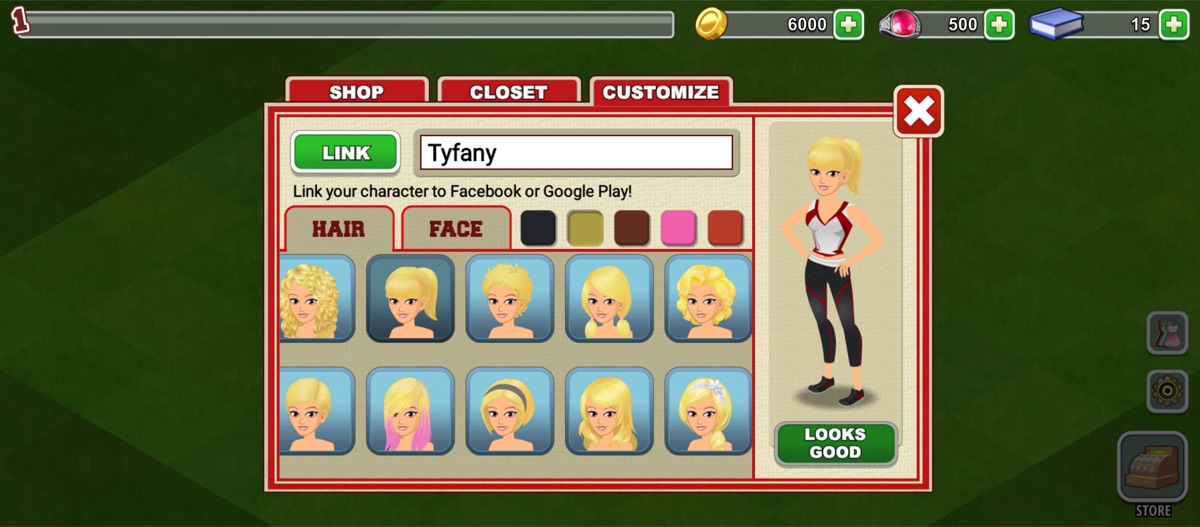 1
6000
500
15
SHOP
CLOSET
CUSTOMIZE
LINK
Tyfany
Link your character to Facebook or Google Play!
HAIR
FACE
LOOKS
GOOD
STORE